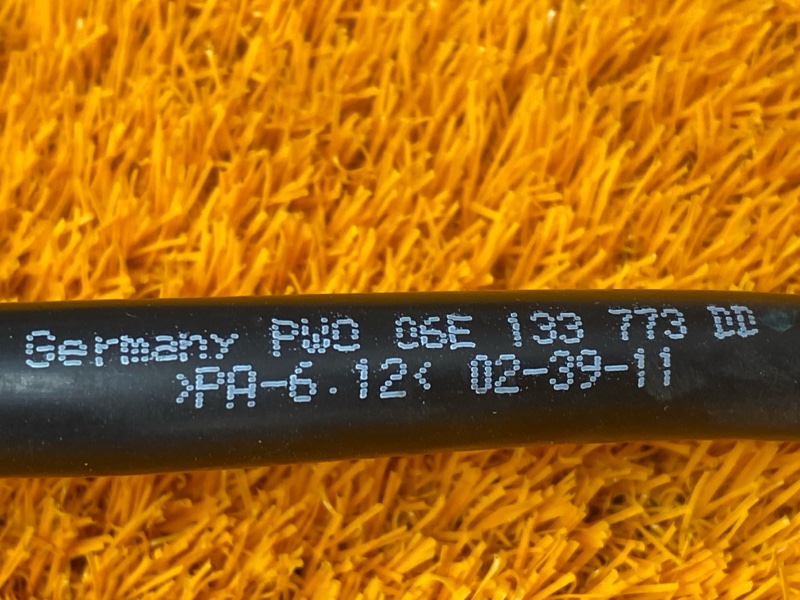 Germany PWO 06E 133 773 DD
>PA-6.12< 02-39-11